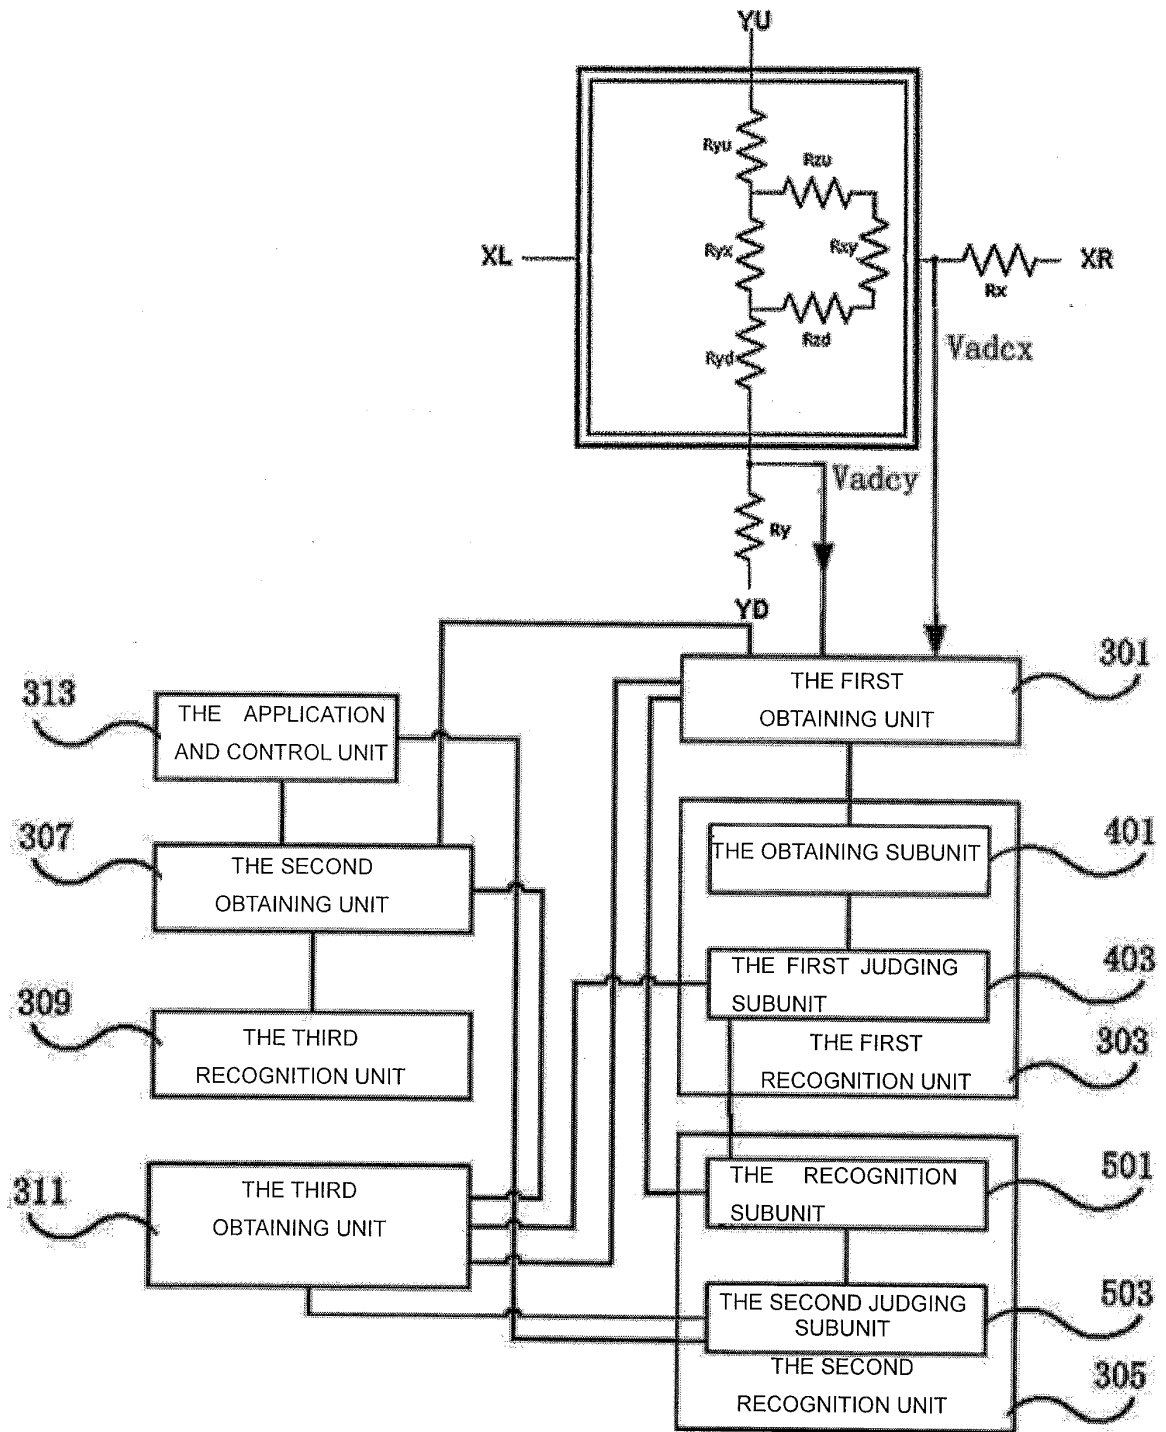 YU
Ryu
Rzu
XL
Ryx
Rxy
Rx
XR
Rzd
Ryd
Vadcx
Vadcy
Ry
YD
301
THE FIRST
OBTAINING UNIT
313
THE APPLICATION
AND CONTROL UNIT
307
THE SECOND
OBTAINING UNIT
401
THE OBTAINING SUBUNIT
403
THE FIRST JUDGING
SUBUNIT
309
THE THIRD
RECOGNITION UNIT
303
THE FIRST
RECOGNITION UNIT
311
THE THIRD
OBTAINING UNIT
501
THE RECOGNITION
SUBUNIT
503
THE SECOND JUDGING
SUBUNIT
305
THE SECOND
RECOGNITION UNIT